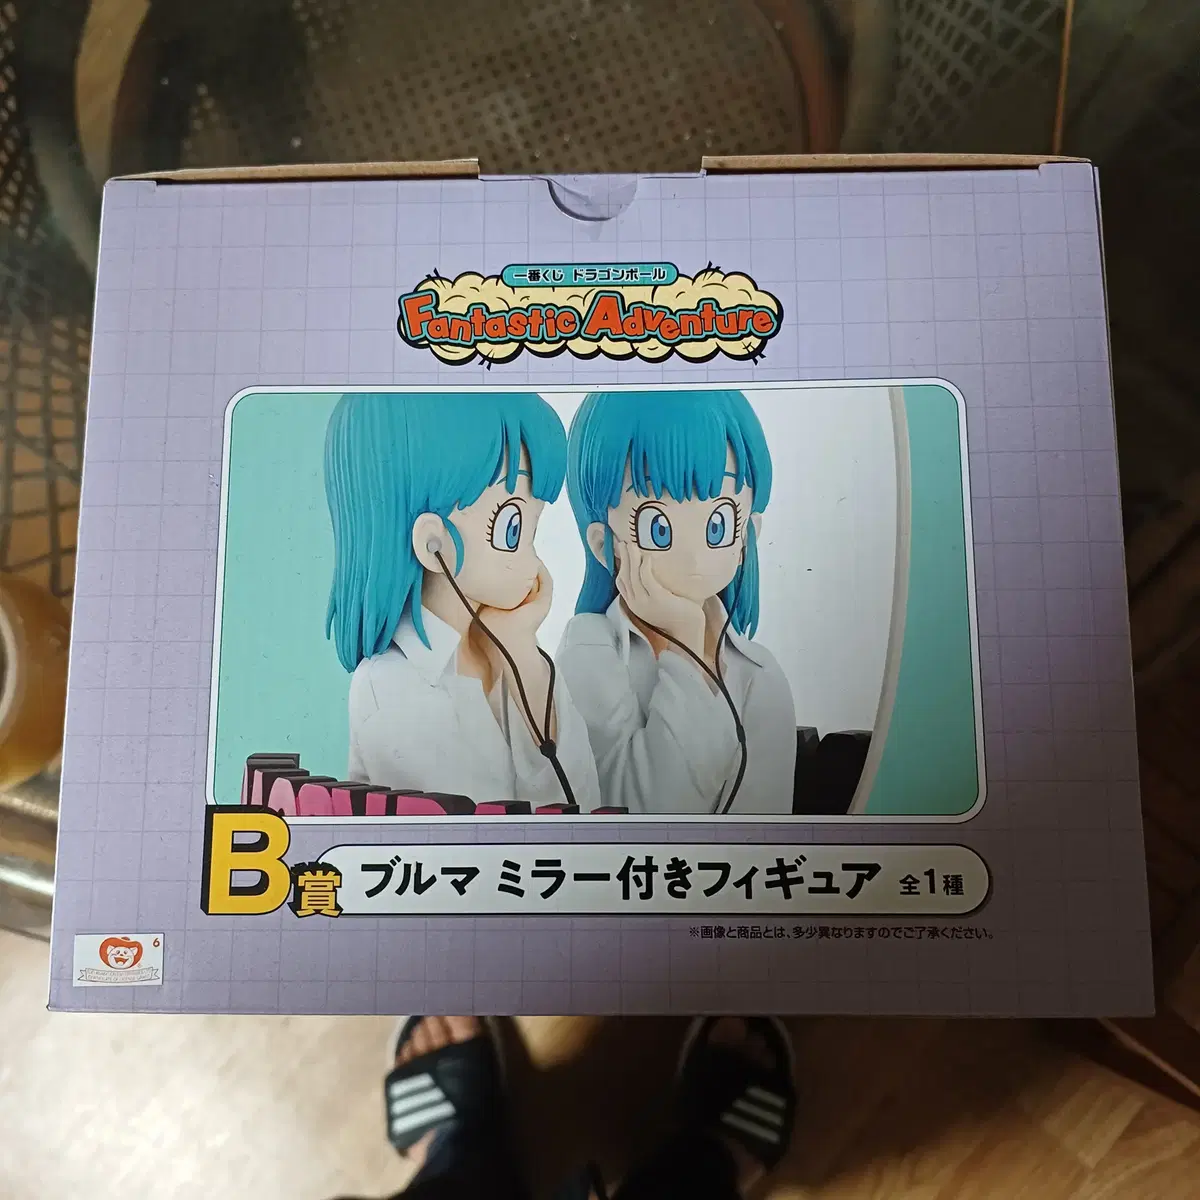 一番くじ ドラゴンボール
Fantastic Adventure
B賞 ブルマ ミラー付きフィギュア 全1種
※画像と商品とは、多少異なりますのでご了承ください。
6